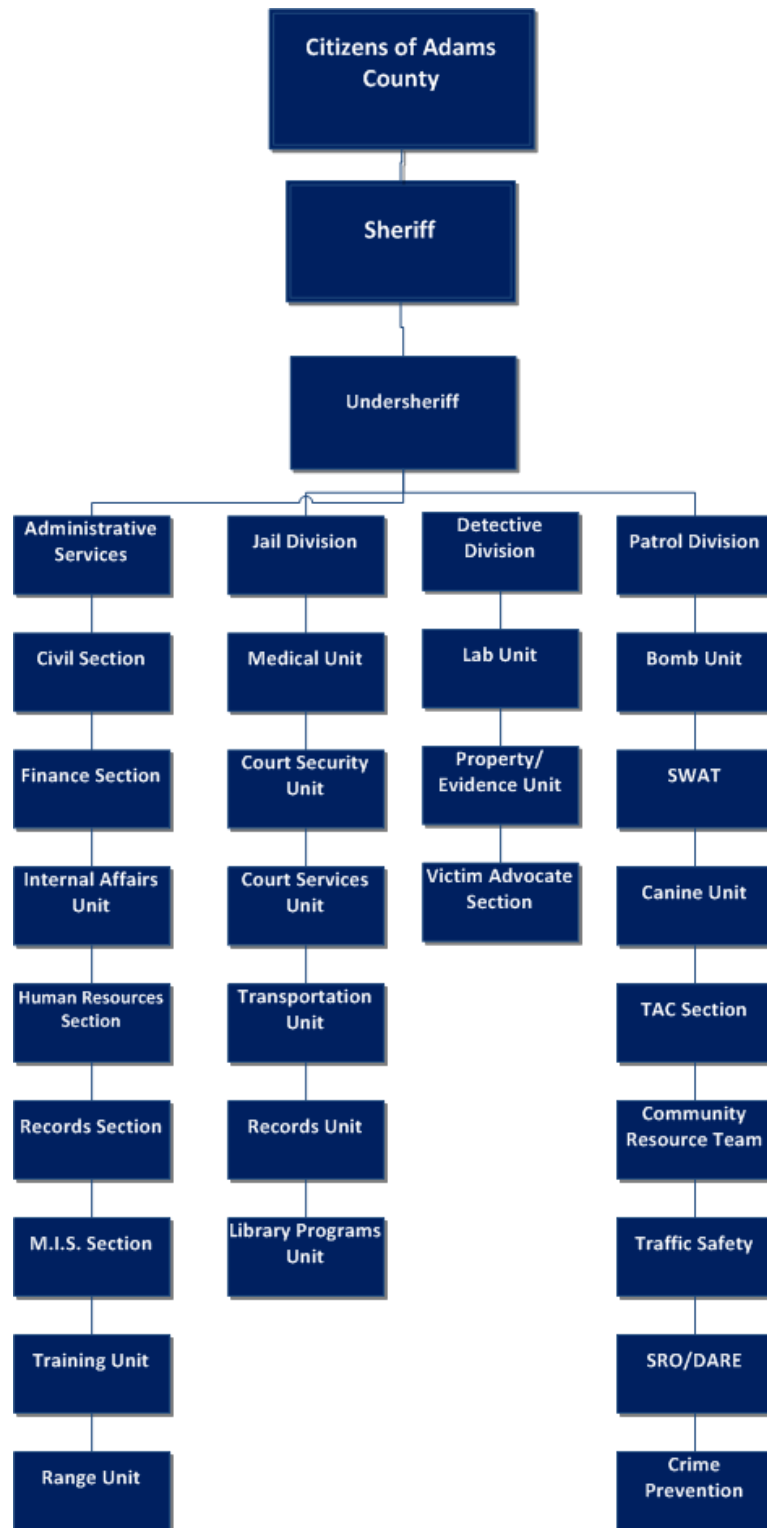 Citizens of Adams
County
Sheriff
Undersheriff
Administrative
Services
Civil Section
Finance Section
Internal Affairs
Unit
Human Resources
Section
Records Section
M.I.S. Section
Training Unit
Range Unit
Jail Division
Medical Unit
Court Security
Unit
Court Services
Unit
Transportation
Unit
Records Unit
Library Programs
Unit
Detective
Division
Lab Unit
Property/
Evidence Unit
Victim Advocate
Section
Patrol Division
Bomb Unit
SWAT
Canine Unit
TAC Section
Community
Resource Team
Traffic Safety
SRO/DARE
Crime
Prevention